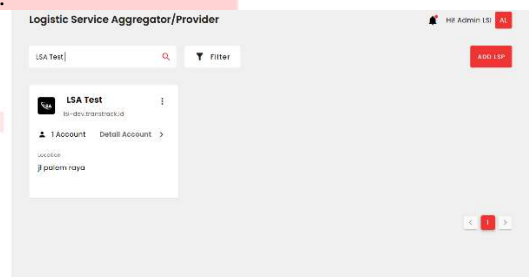 Logistic Service Aggregator/Provider
Hi! Admin LSI
AL
LSA Test
Filter
ADD LSP
LSA Test
lsi-dev.transtrack.id
1 Account
Detail Account
Location
jl palem raya
1